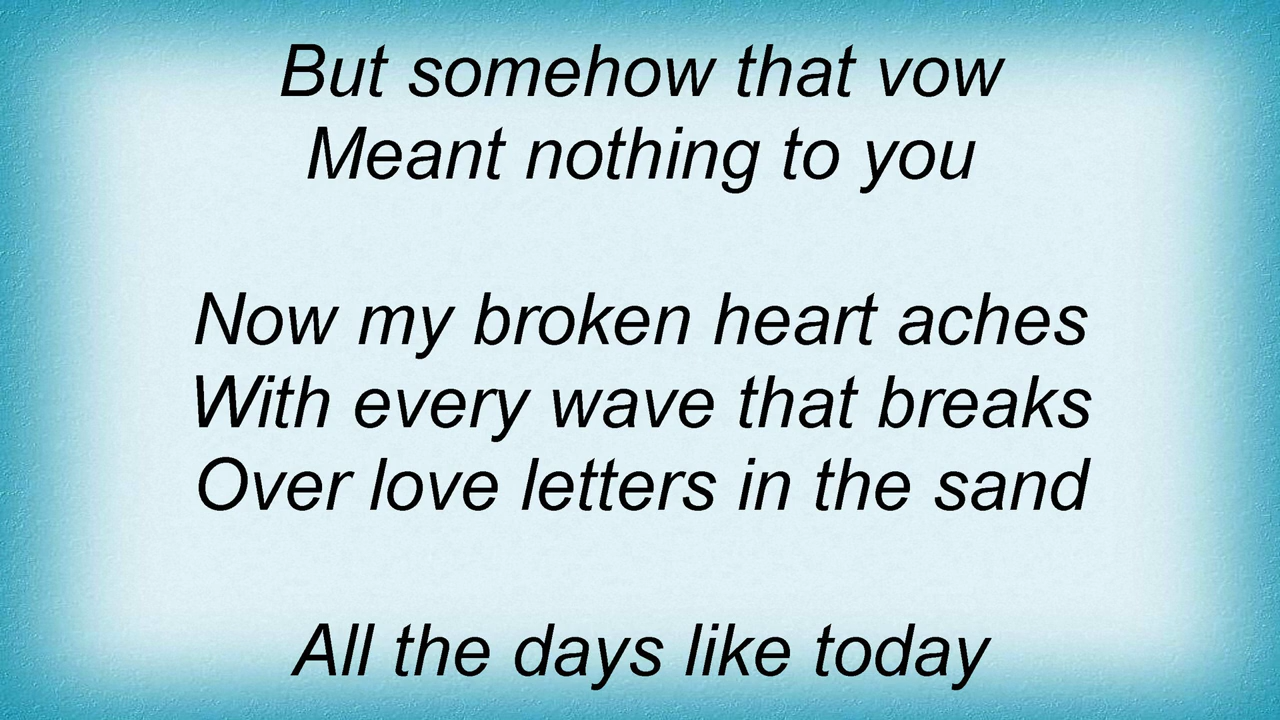 But somehow that vow
Meant nothing to you
Now my broken heart aches
With every wave that breaks
Over love letters in the sand
All the days like today